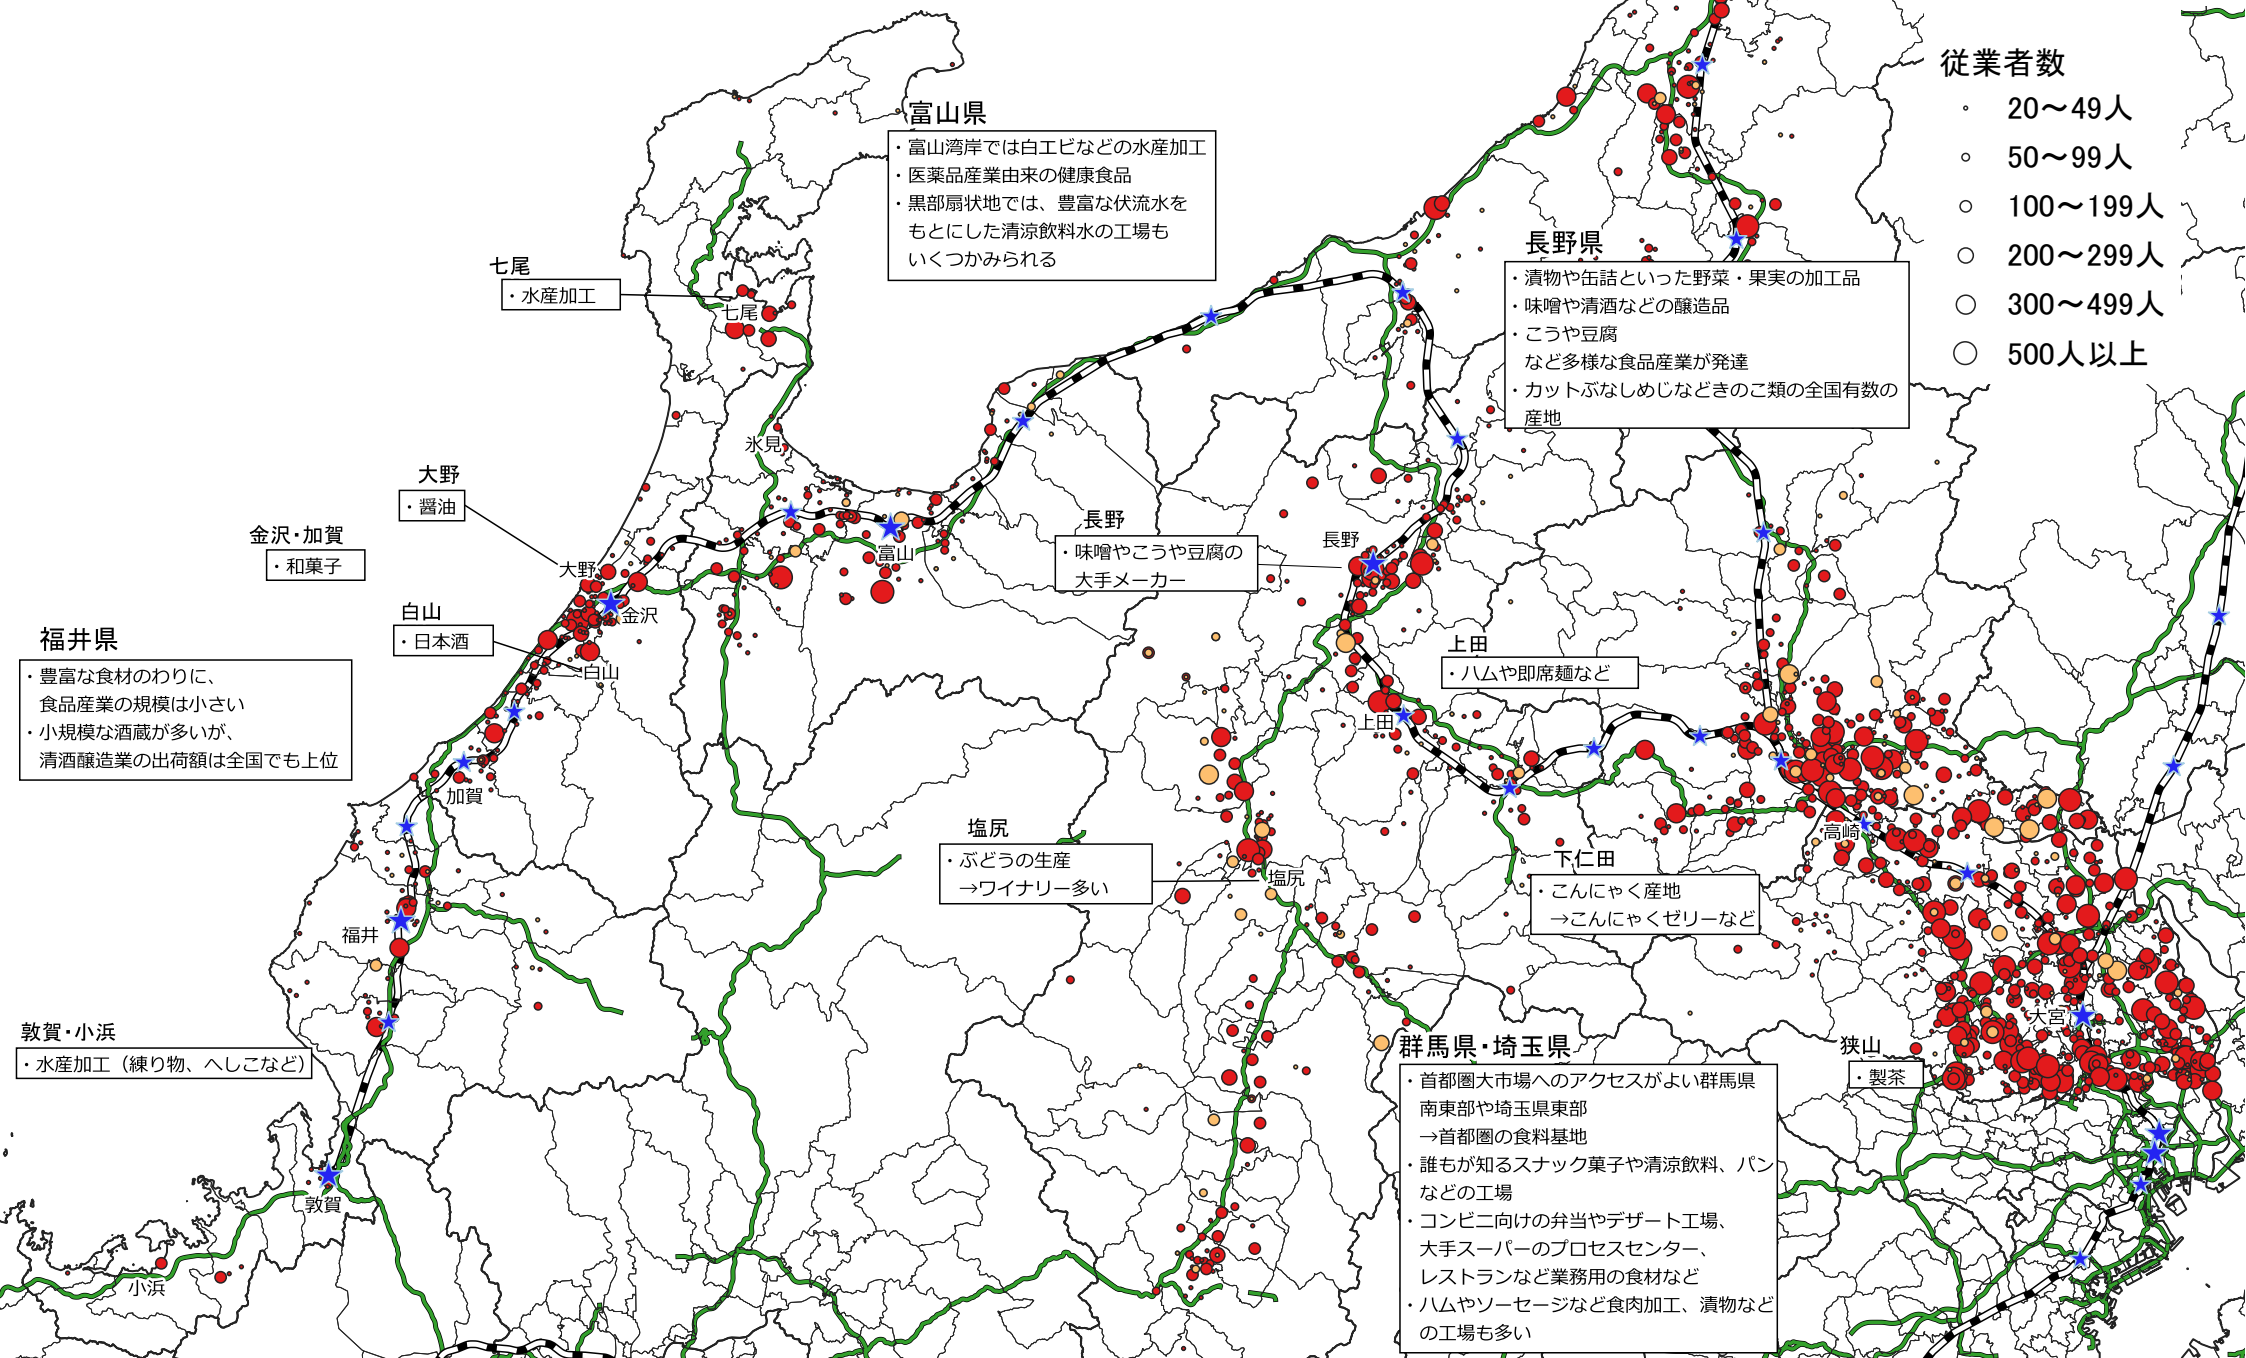 従業者数
20～49人
50～99人
100～199人
200～299人
300～499人
500人以上
富山県
・富山湾岸では白エビなどの水産加工
・医薬品産業由来の健康食品
・黒部扇状地では、豊富な伏流水を
もとにした清涼飲料水の工場も
いくつかみられる
長野県
・漬物や缶詰といった野菜・果実の加工品
・味噌や清酒などの醸造品
・こうや豆腐
など多様な食品産業が発達
・カットぶなしめじなどきのこ類の全国有数の
産地
七尾
・水産加工
七尾
氷見
大野
・醤油
金沢・加賀
・和菓子
大野
金沢
富山
白山
・日本酒
白山
福井県
・豊富な食材のわりに、
食品産業の規模は小さい
・小規模な酒蔵が多いが、
清酒醸造業の出荷額は全国でも上位
加賀
長野
・味噌やこうや豆腐の
大手メーカー
長野
上田
・ハムや即席麺など
上田
塩尻
・ぶどうの生産
→ワイナリー多い
塩尻
高崎
下仁田
・こんにゃく産地
→こんにゃくゼリーなど
福井
敦賀・小浜
・水産加工（練り物、へしこなど）
敦賀
小浜
大宮
狭山
・製茶
群馬県・埼玉県
・首都圏大市場へのアクセスがよい群馬県
南東部や埼玉県東部
→首都圏の食料基地
・誰もが知るスナック菓子や清涼飲料、パン
などの工場
・コンビニ向けの弁当やデザート工場、
大手スーパーのプロセスセンター、
レストランなど業務用の食材など
・ハムやソーセージなど食肉加工、漬物など
の工場も多い